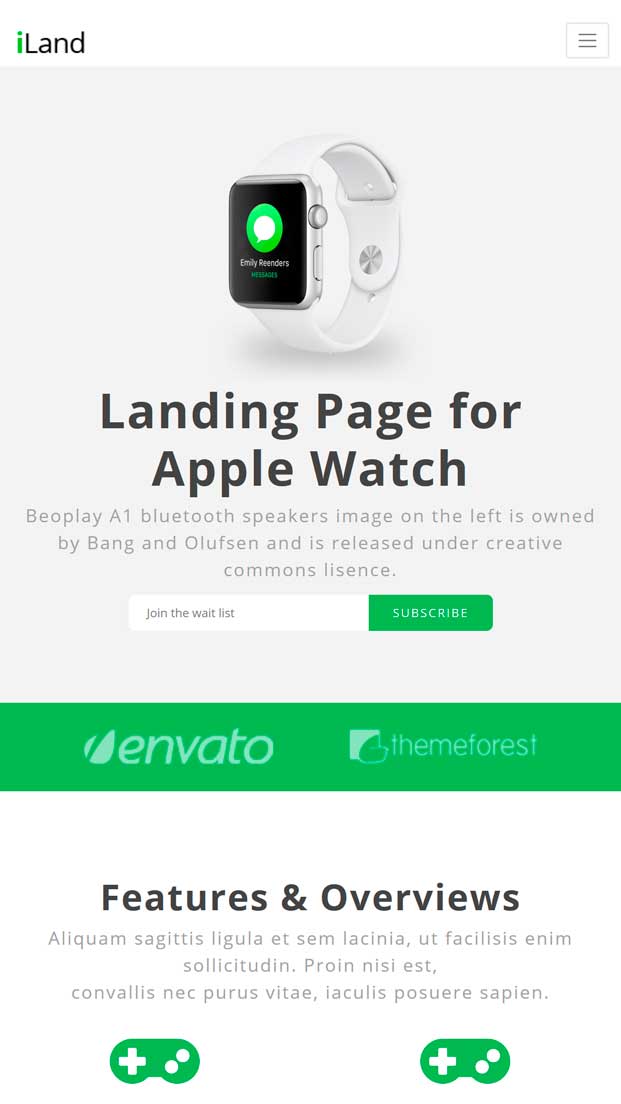 iLand
Emily Reenders
MESSAGES
Landing Page for
Apple Watch
Beoplay A1 bluetooth speakers image on the left is owned
by Bang and Olufsen and is released under creative
commons lisence.
Join the wait list
SUBSCRIBE
envato
themeforest
Features & Overviews
Aliquam sagittis ligula et sem lacinia, ut facilisis enim
sollicitudin. Proin nisi est,
convallis nec purus vitae, iaculis posuere sapien.